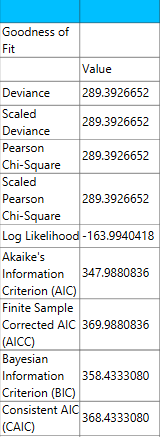 Goodness of
Fit
Value
Deviance 289.3926652
Scaled
Deviance 289.3926652
Pearson
Chi-Square 289.3926652
Scaled
Pearson
Chi-Square 289.3926652
Log Likelihood -163.9940418
Akaike's
Information
Criterion (AIC) 347.9880836
Finite Sample
Corrected AIC
(AICC) 369.9880836
Bayesian
Information
Criterion (BIC) 358.4333080
Consistent AIC
(CAIC) 368.4333080